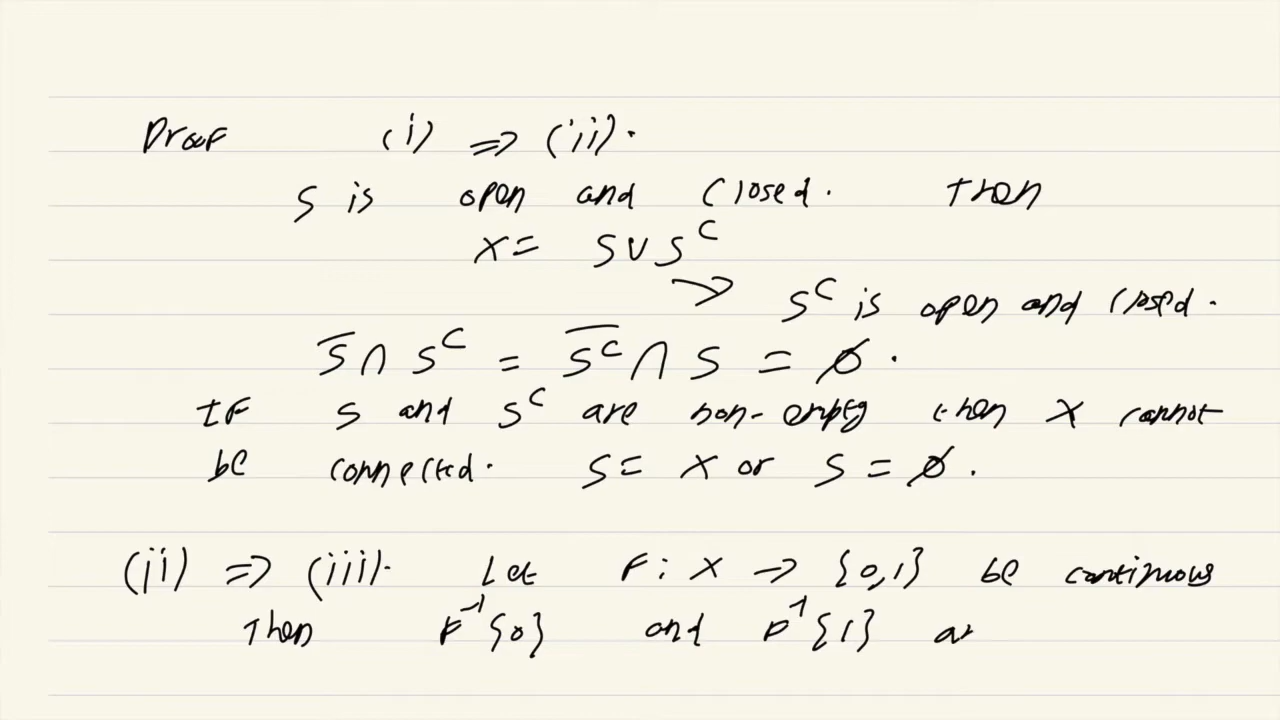 Proof (i) ⇒ (ii).
S is open and closed. Then
X = S ∪ S^C
→ S^C is open and closed.
S̅ ∩ S^C = \overline{S^C} ∩ S = ∅.
If S and S^C are non-empty then X cannot
be connected. S = X or S = ∅.
(ii) ⇒ (iii). Let F: X → {0,1} be continuous
Then F^{-1}{0} and F^{-1}{1} a